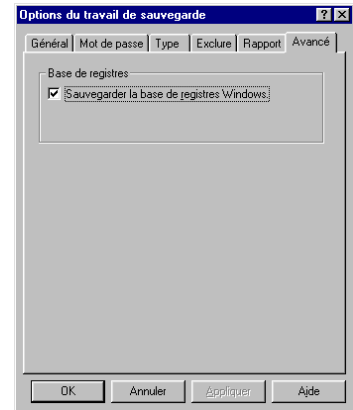 Options du travail de sauvegarde
Général Mot de passe Type Exclure Rapport Avancé
Base de registres
Sauvegarder la base de registres Windows.
OK Annuler Appliquer Aide